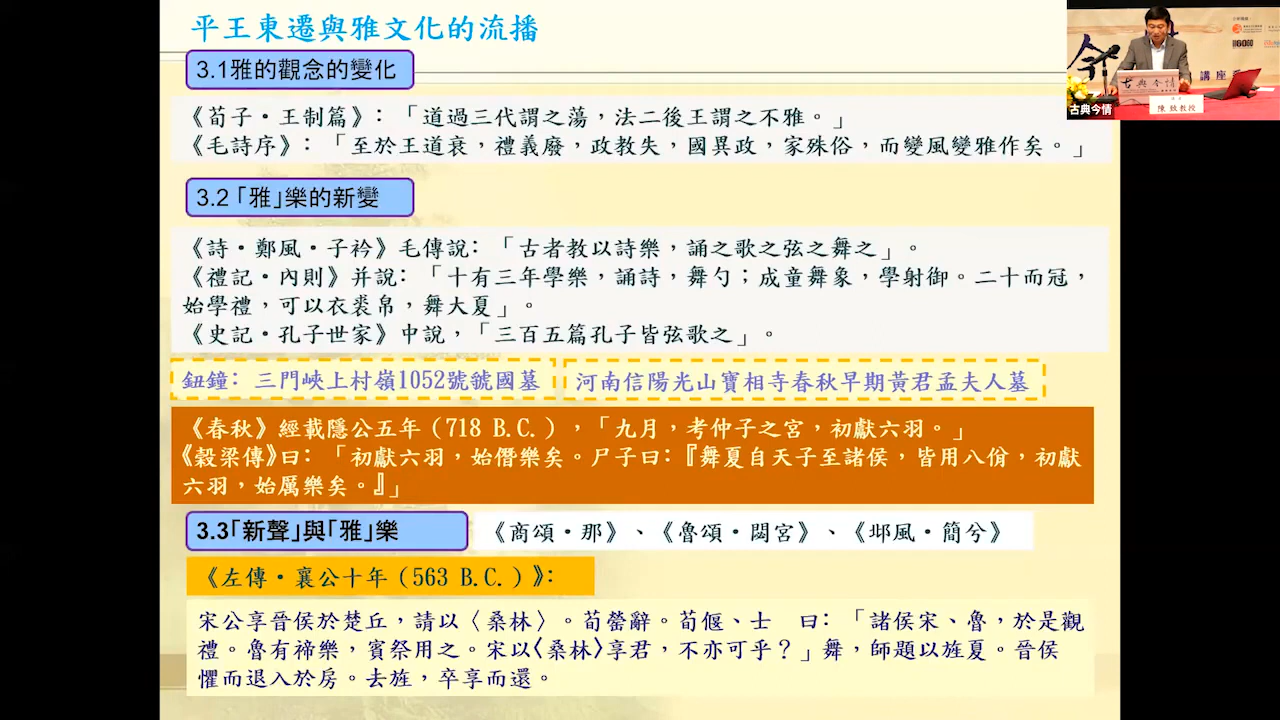 平王東遷與雅文化的流播
3.1雅的觀念的變化
《荀子·王制篇》:「道過三代謂之蕩，法二後王謂之不雅。」
《毛詩序》:「至於王道衰，禮義廢，政教失，國異政，家殊俗，而變風變雅作矣。」
3.2「雅」樂的新變
《詩·鄭風·子衿》毛傳說:「古者教以詩樂，誦之歌之弦之舞之」。
《禮記·內則》并說:「十有三年學樂，誦詩，舞勺；成童舞象，學射御。二十而冠，
始學禮，可以衣裘帛，舞大夏」。
《史記·孔子世家》中說，「三百五篇孔子皆弦歌之」。
鈕鐘: 三門峽上村嶺1052號虢國墓
河南信陽光山寶相寺春秋早期黃君孟夫人墓
《春秋》經載隱公五年（718 B.C.），「九月，考仲子之宮，初獻六羽。」
《穀梁傳》曰:「初獻六羽，始僭樂矣。尸子曰:『舞夏自天子至諸侯，皆用八佾，初獻
六羽，始厲樂矣。』」
3.3「新聲」與「雅」樂
《商頌·那》、《魯頌·閟宮》、《邶風·簡兮》
《左傳·襄公十年（563 B.C.）》:
宋公享晉侯於楚丘，請以〈桑林〉。荀罃辭。荀偃、士　曰:「諸侯宋、魯，於是觀
禮。魯有禘樂，賓祭用之。宋以〈桑林〉享君，不亦可乎？」舞，師題以旌夏。晉侯
懼而退入於房。去旌，卒享而還。
古典今情
講座
古典今情
陳致教授